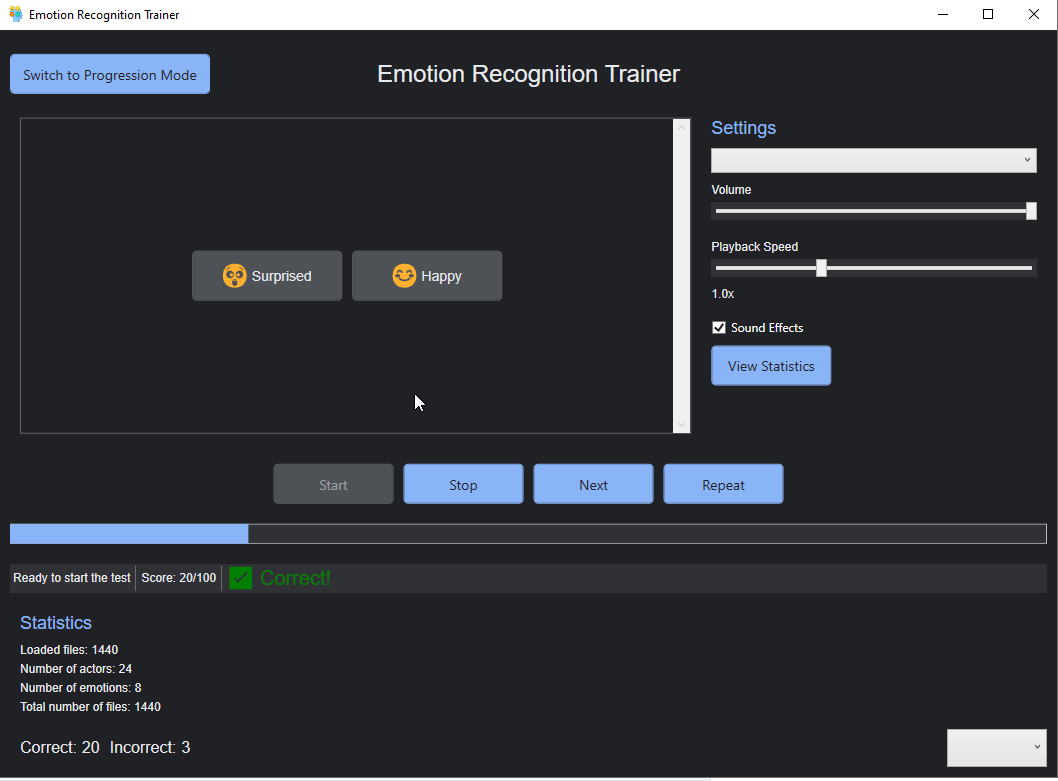 Emotion Recognition Trainer
Switch to Progression Mode
Emotion Recognition Trainer
Settings
Volume
Playback Speed
1.0x
Sound Effects
View Statistics
Surprised
Happy
Start
Stop
Next
Repeat
Ready to start the test
Score: 20/100
Correct!
Statistics
Loaded files: 1440
Number of actors: 24
Number of emotions: 8
Total number of files: 1440
Correct: 20 Incorrect: 3